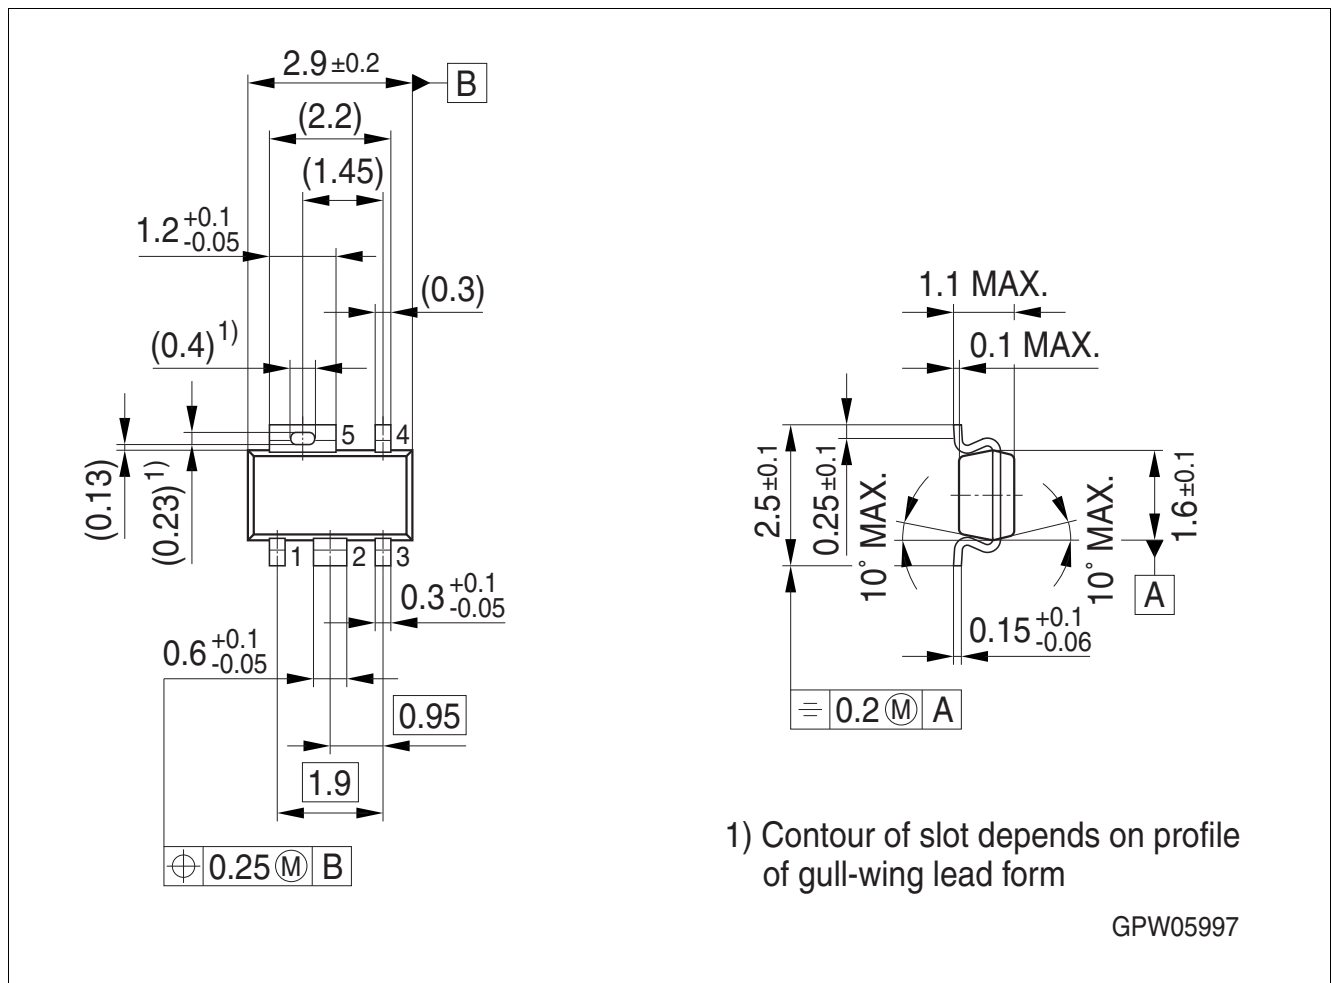 2.9 ±0.2
B
(2.2)
(1.45)
1.2 +0.1 -0.05
(0.3)
(0.4) 1)
5
4
(0.13)
(0.23) 1)
1
2
3
0.3 +0.1 -0.05
0.6 +0.1 -0.05
0.95
1.9
⌖ 0.25 Ⓜ B
1.1 MAX.
0.1 MAX.
2.5 ±0.1
0.25 ±0.1
10° MAX.
10° MAX.
1.6 ±0.1
A
0.15 +0.1 -0.06
⌯ 0.2 Ⓜ A
1) Contour of slot depends on profile
of gull-wing lead form
GPW05997